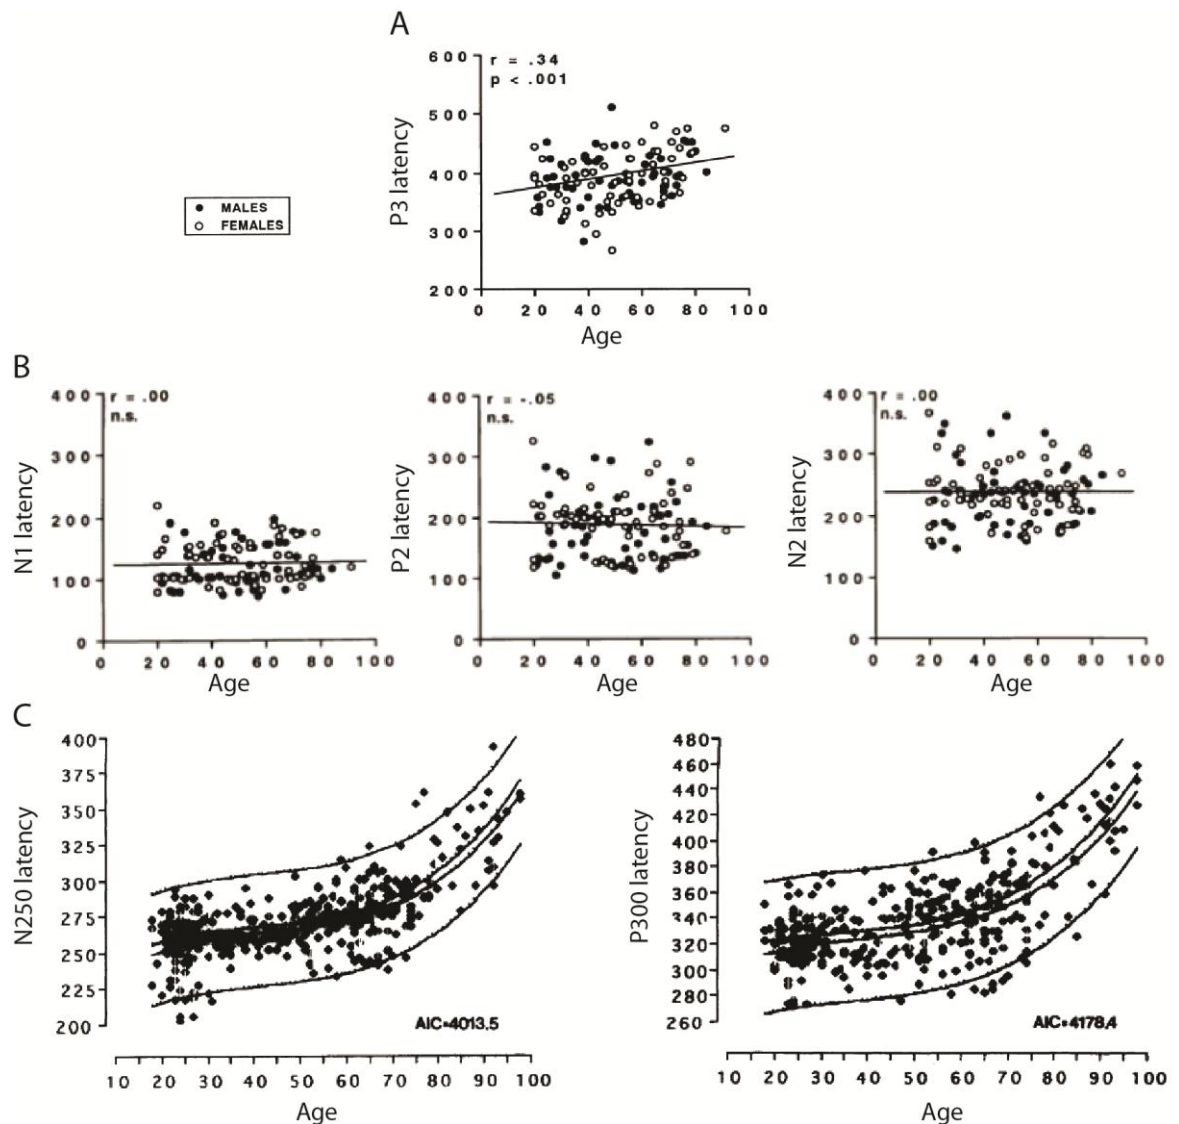 A
r = .34
p < .001
600
500
400
300
200
P3 latency
0 20 40 60 80 100
Age
MALES
FEMALES
B
r = .00
n.s.
400
300
200
100
0
N1 latency
0 20 40 60 80 100
Age
r = -.05
n.s.
400
300
200
100
0
P2 latency
0 20 40 60 80 100
Age
r = .00
n.s.
400
300
200
100
0
N2 latency
0 20 40 60 80 100
Age
C
400
375
350
325
300
275
250
225
200
N250 latency
AIC=4013.5
10 20 30 40 50 60 70 80 90 100
Age
480
460
440
420
400
380
360
340
320
300
280
260
P300 latency
AIC=4178.4
10 20 30 40 50 60 70 80 90 100
Age